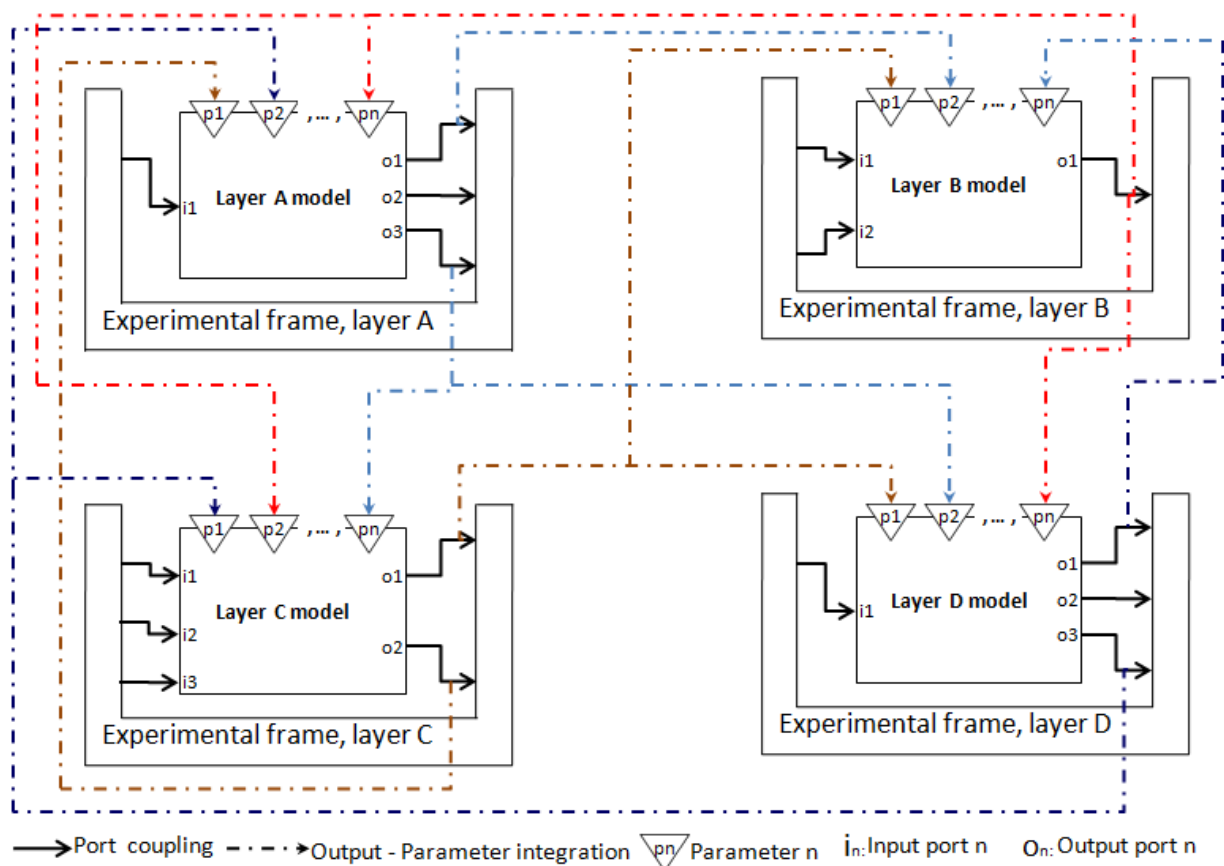 p1 p2 ,..., pn
o1
Layer A model
o2
i1
o3
Experimental frame, layer A
p1 p2 ,..., pn
i1
o1
Layer B model
i2
Experimental frame, layer B
p1 p2 ,..., pn
i1
o1
Layer C model
i2
o2
i3
Experimental frame, layer C
p1 p2 ,..., pn
o1
Layer D model
o2
i1
o3
Experimental frame, layer D
Port coupling
Output - Parameter integration
pn Parameter n
in: Input port n
on: Output port n